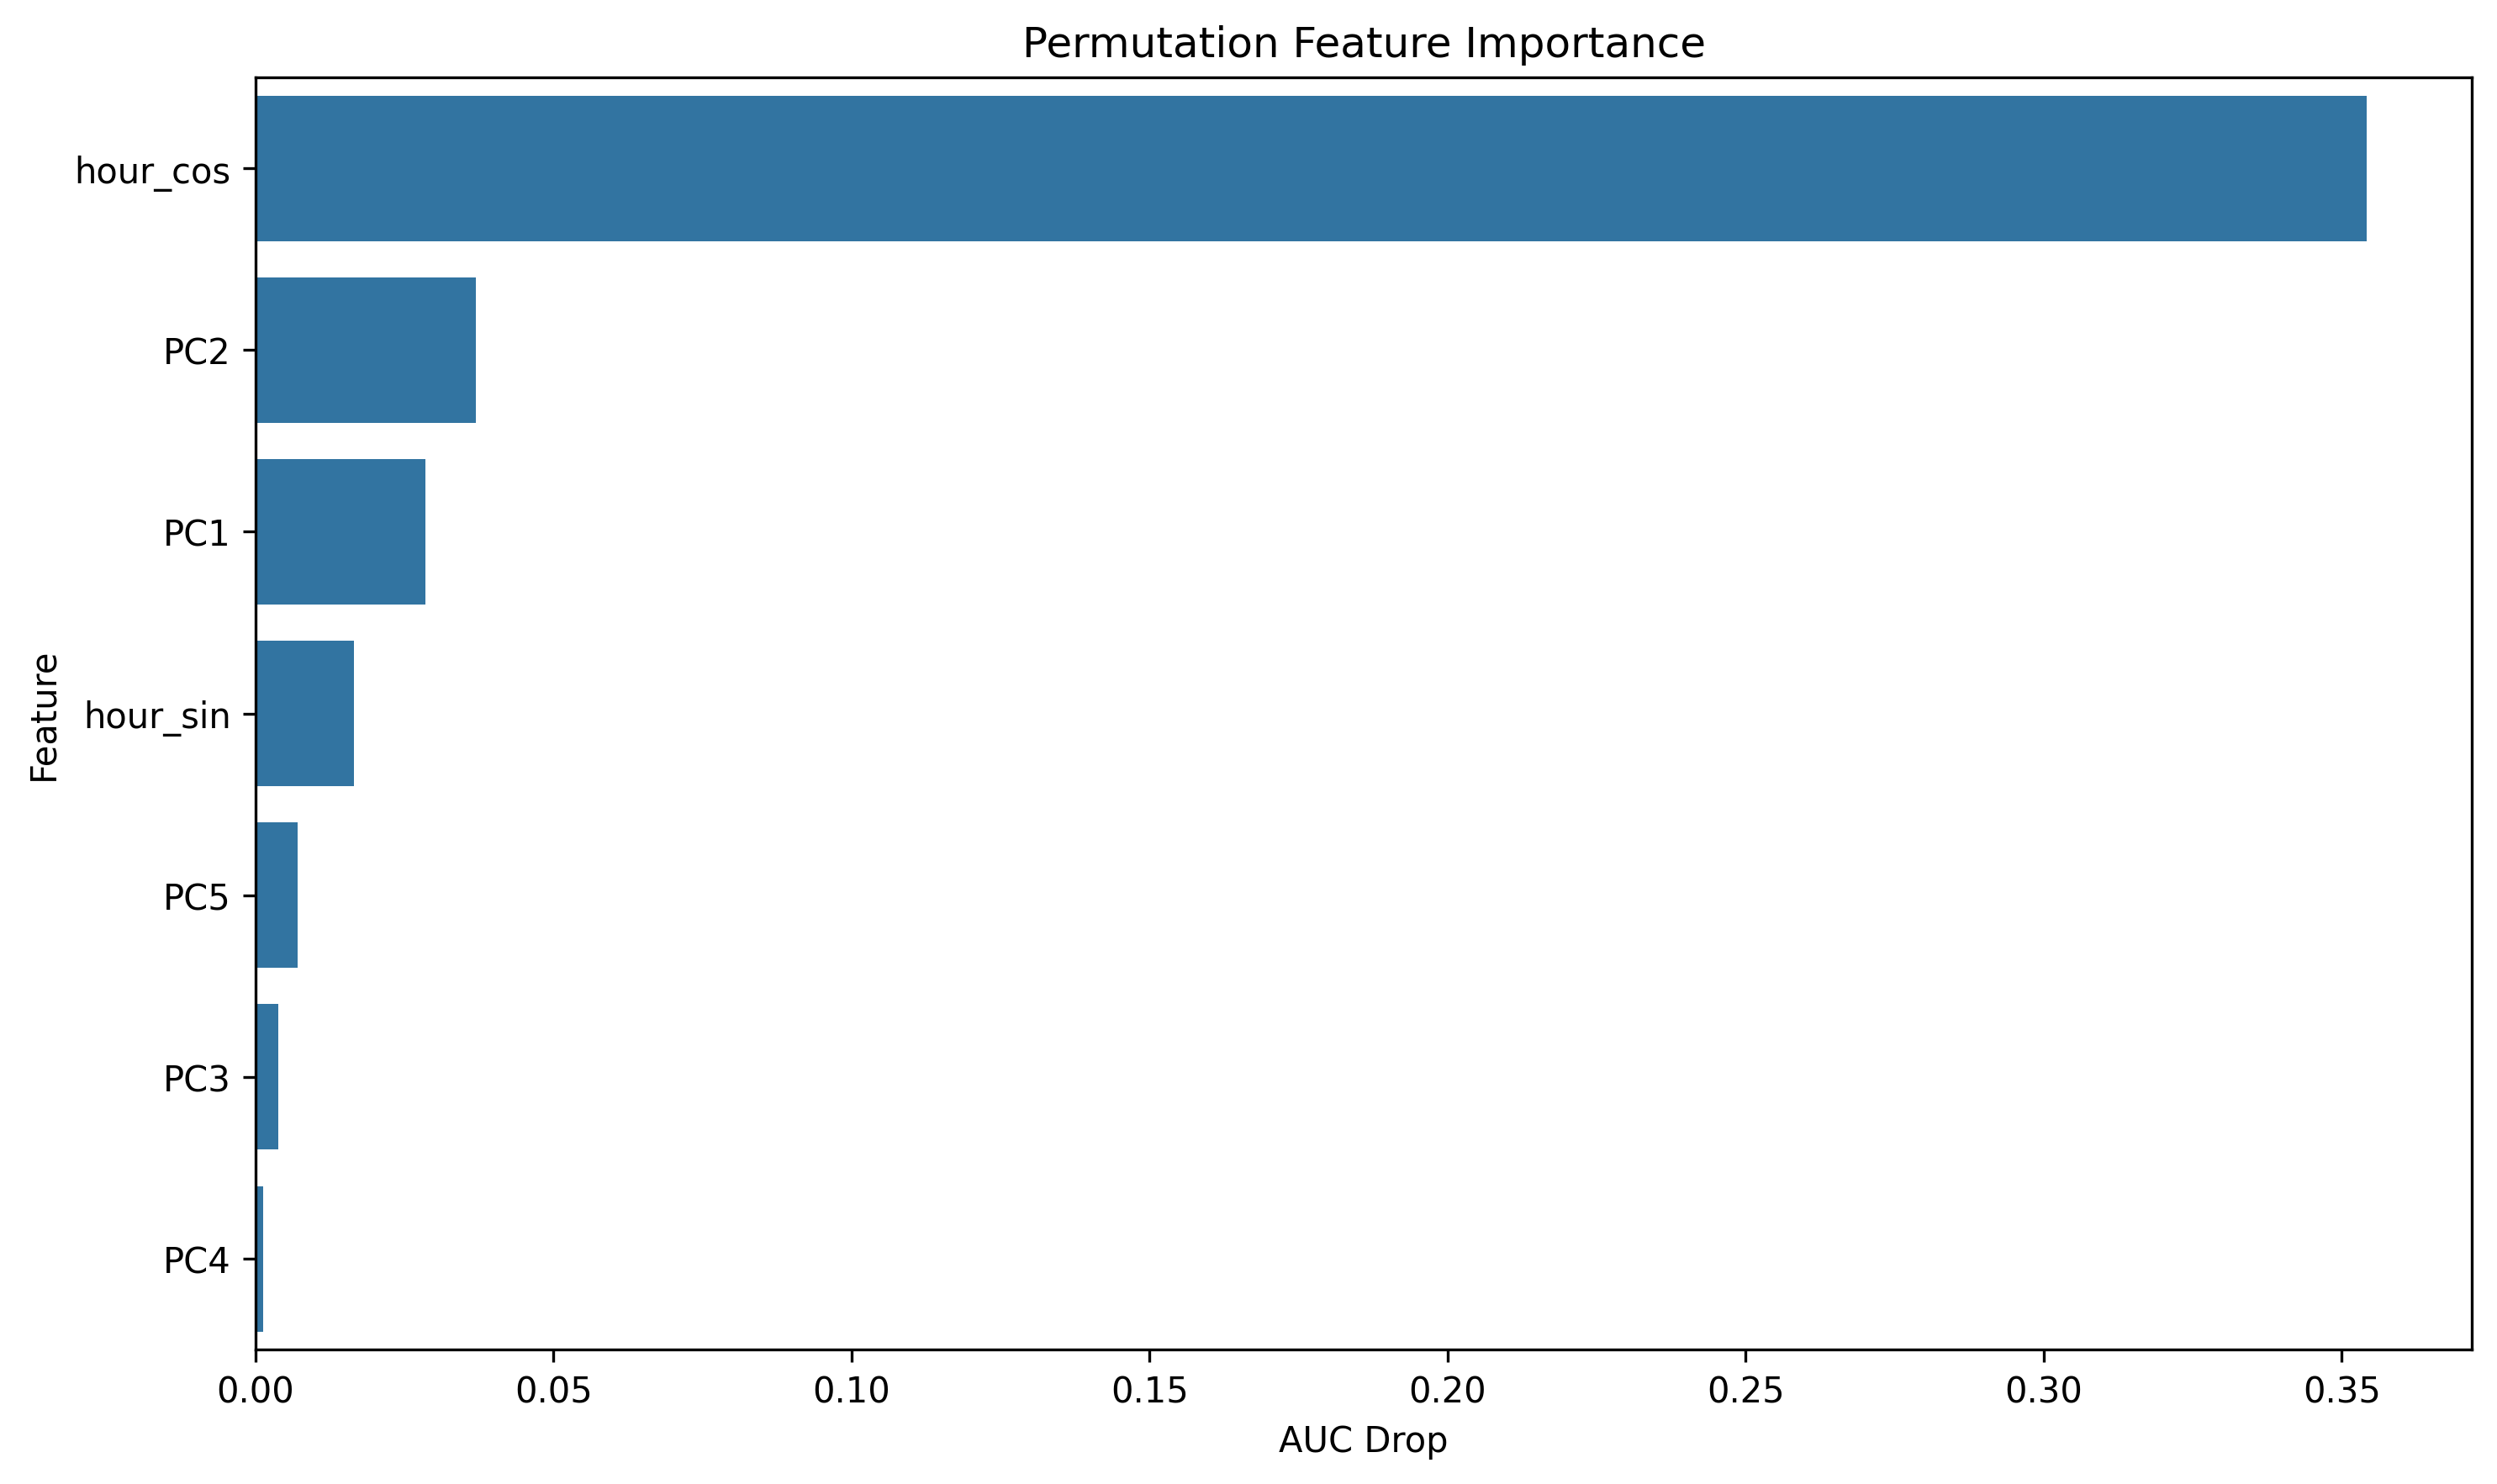 Permutation Feature Importance
Feature
hour_cos
PC2
PC1
hour_sin
PC5
PC3
PC4
0.00 0.05 0.10 0.15 0.20 0.25 0.30 0.35
AUC Drop